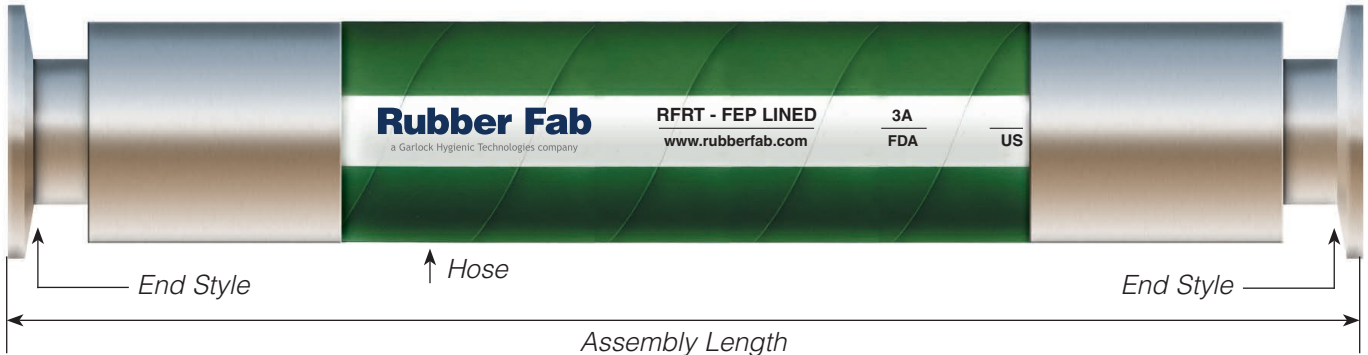 Rubber Fab
a Garlock Hygienic Technologies company
RFRT - FEP LINED
www.rubberfab.com
3A
FDA
US
End Style
Hose
End Style
Assembly Length